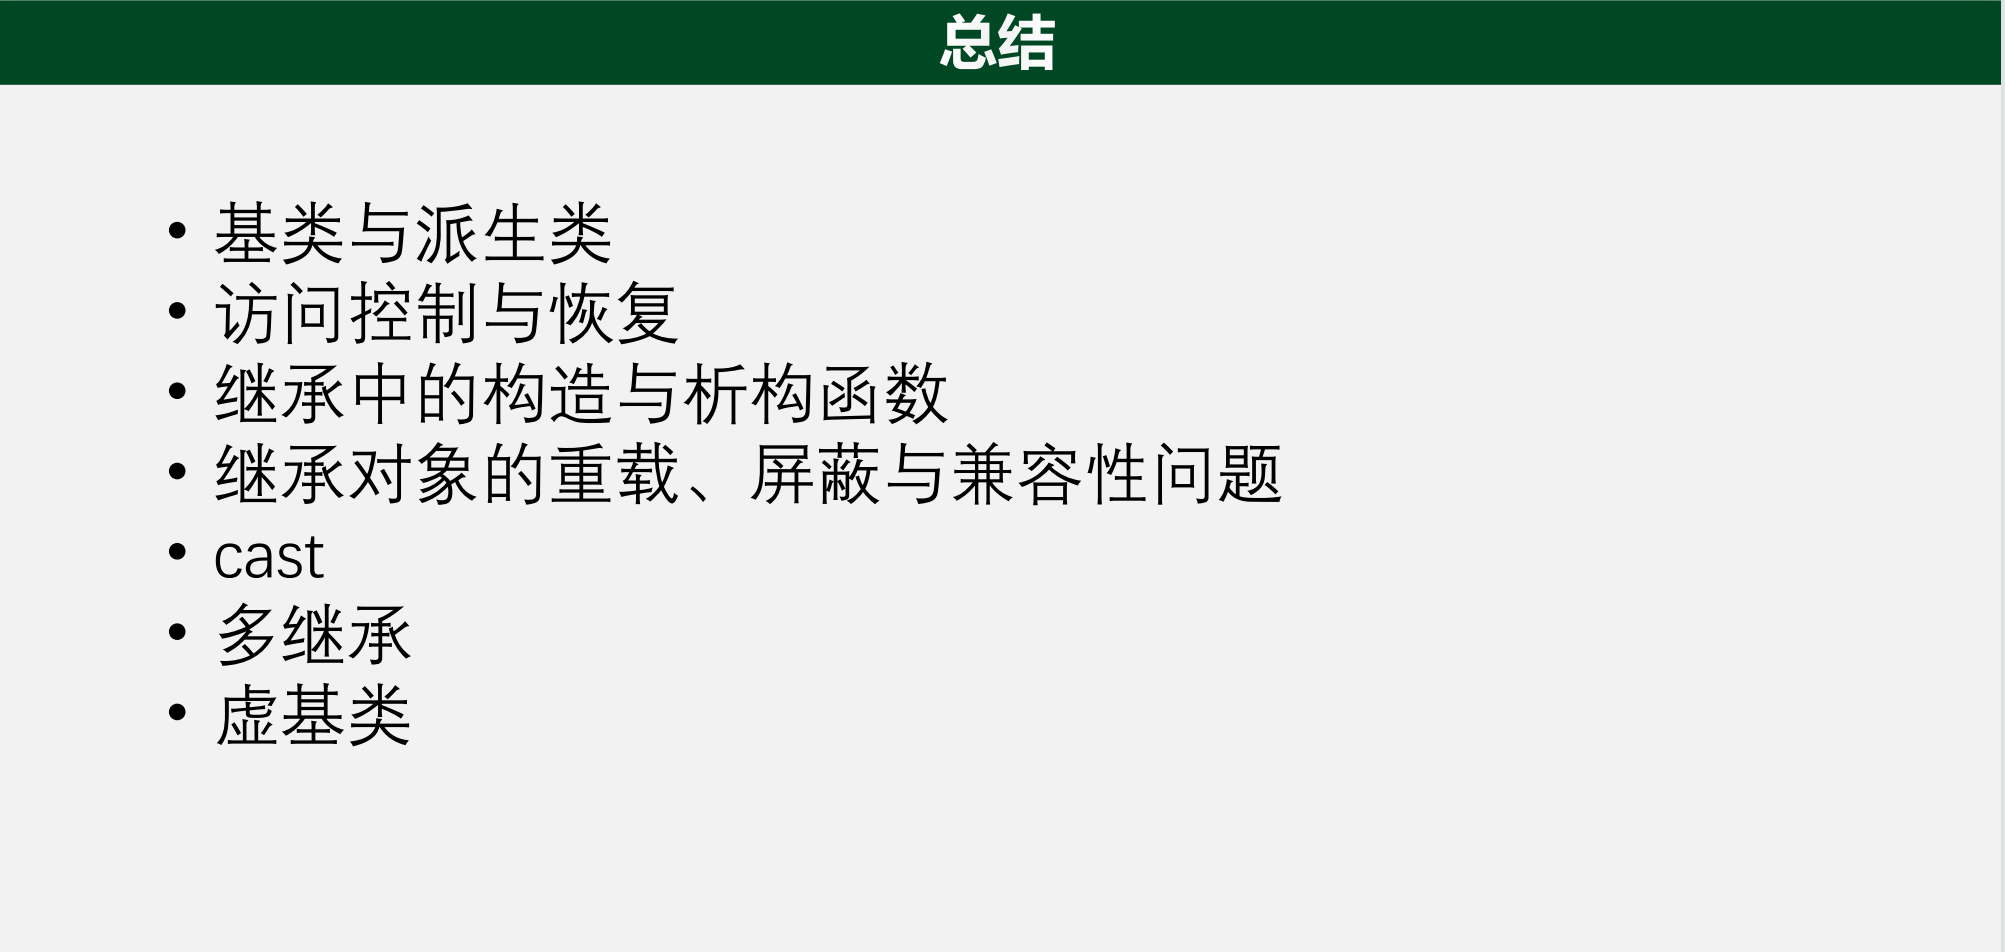 总结
• 基类与派生类
• 访问控制与恢复
• 继承中的构造与析构函数
• 继承对象的重载、屏蔽与兼容性问题
• cast
• 多继承
• 虚基类